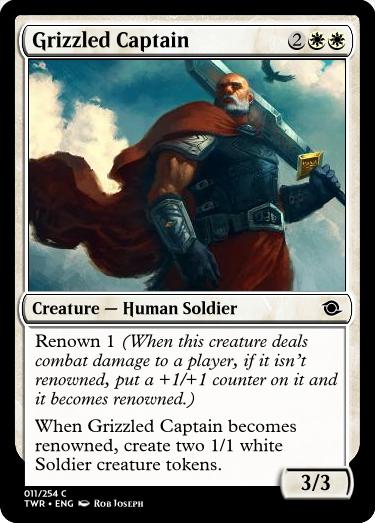 Grizzled Captain 2
Creature — Human Soldier
Renown 1 (When this creature deals
combat damage to a player, if it isn't
renowned, put a +1/+1 counter on it and
it becomes renowned.)
When Grizzled Captain becomes
renowned, create two 1/1 white
Soldier creature tokens.
3/3
011/254 C
TWR • ENG Rob Joseph